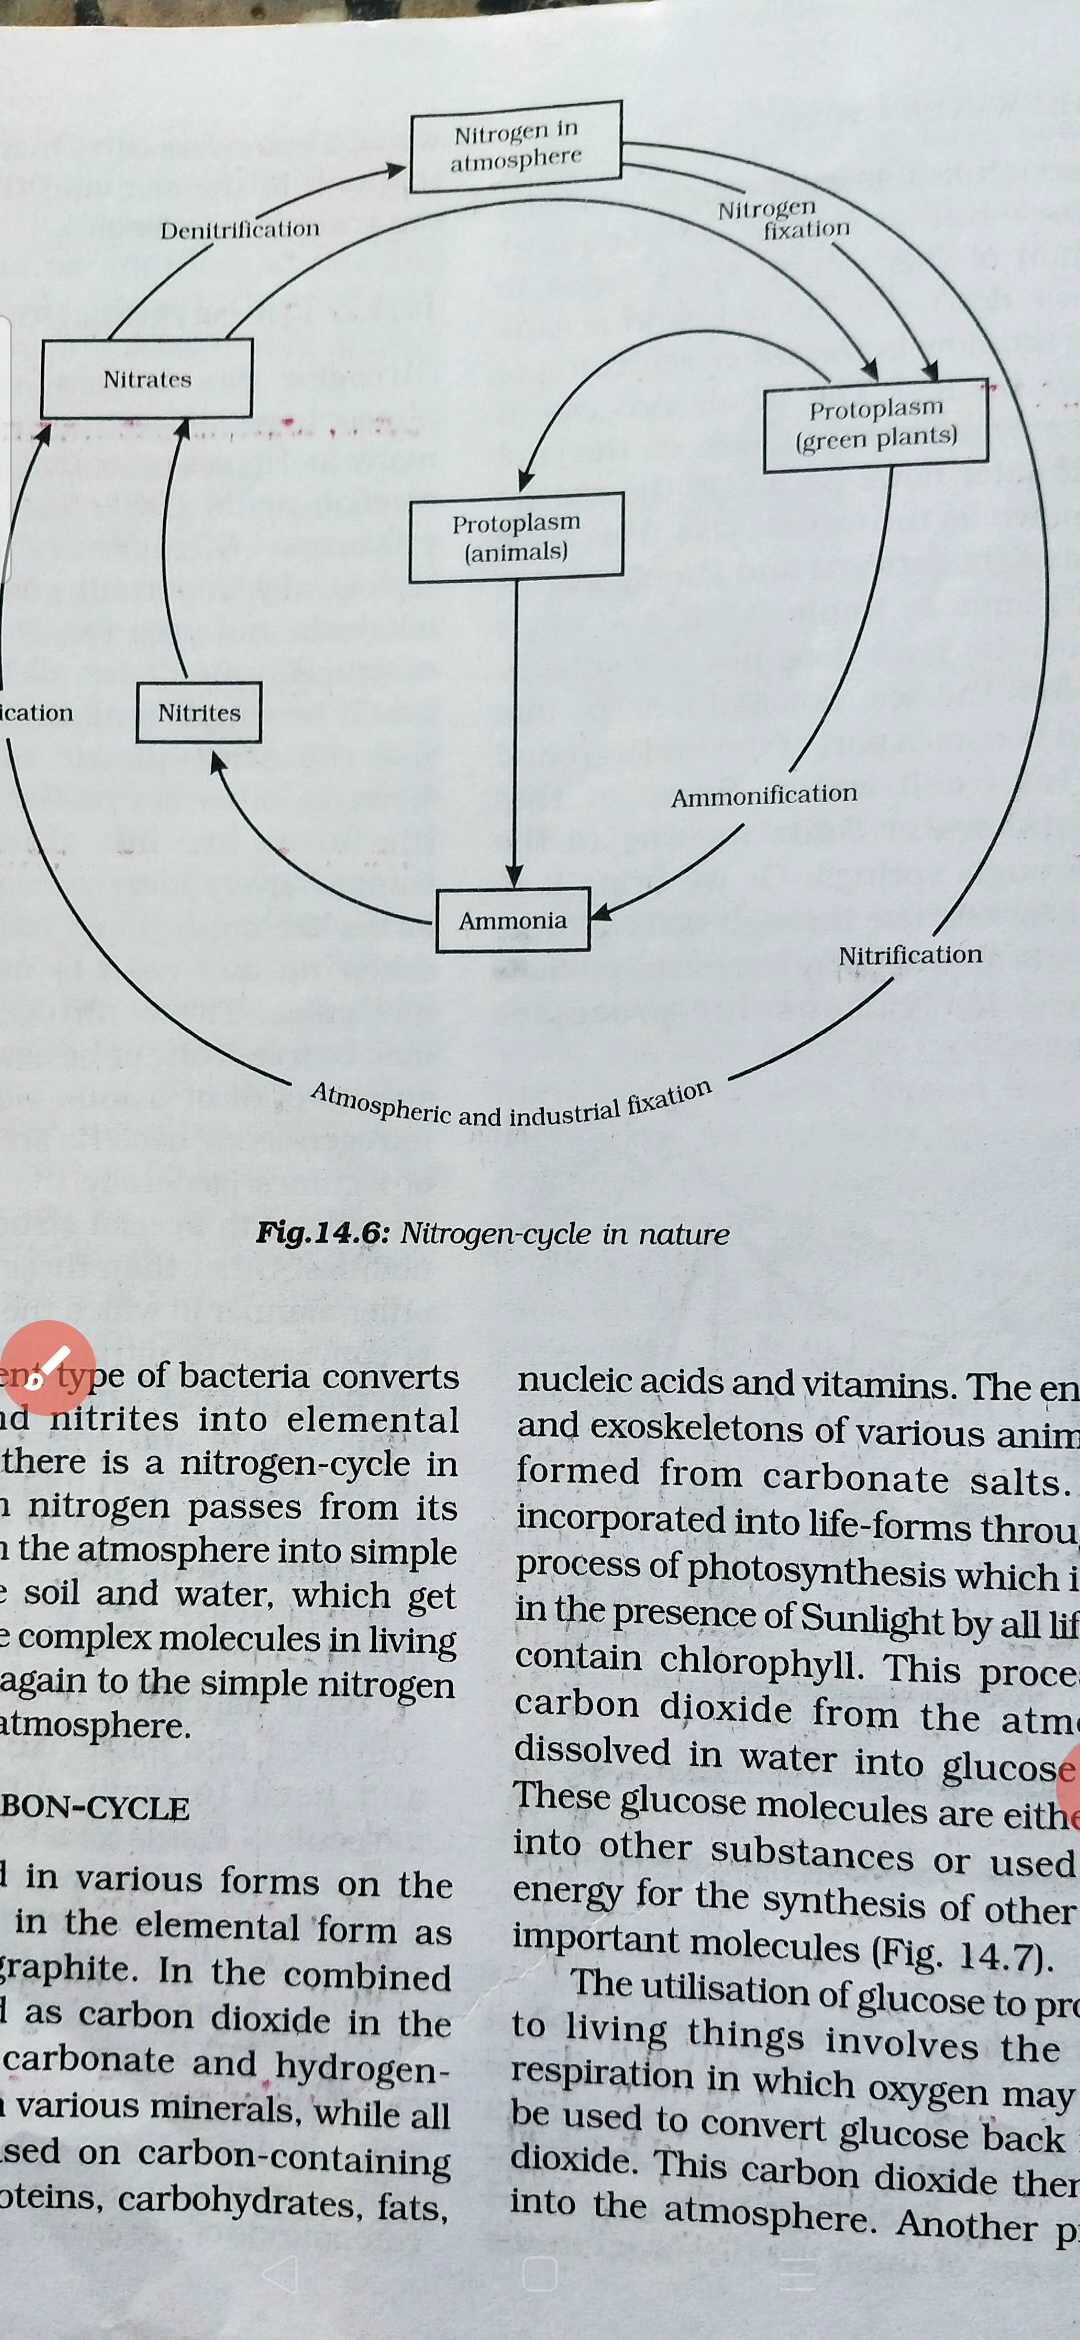 Nitrogen in
atmosphere
Denitrification
Nitrogen
fixation
Nitrates
Protoplasm
(green plants)
Protoplasm
(animals)
ication
Nitrites
Ammonification
Ammonia
Nitrification
Atmospheric and industrial fixation
Fig.14.6: Nitrogen-cycle in nature
type of bacteria converts
nitrites into elemental
there is a nitrogen-cycle in
nitrogen passes from its
the atmosphere into simple
soil and water, which get
complex molecules in living
again to the simple nitrogen
atmosphere.
BON-CYCLE
in various forms on the
in the elemental form as
graphite. In the combined
as carbon dioxide in the
carbonate and hydrogen-
various minerals, while all
sed on carbon-containing
oteins, carbohydrates, fats,
nucleic acids and vitamins. The en
and exoskeletons of various anim
formed from carbonate salts.
incorporated into life-forms throu
process of photosynthesis which i
in the presence of Sunlight by all lif
contain chlorophyll. This proce
carbon dioxide from the atm
dissolved in water into glucose
These glucose molecules are eithe
into other substances or used
energy for the synthesis of other
important molecules (Fig. 14.7).
The utilisation of glucose to pro
to living things involves the
respiration in which oxygen may
be used to convert glucose back
dioxide. This carbon dioxide then
into the atmosphere. Another p